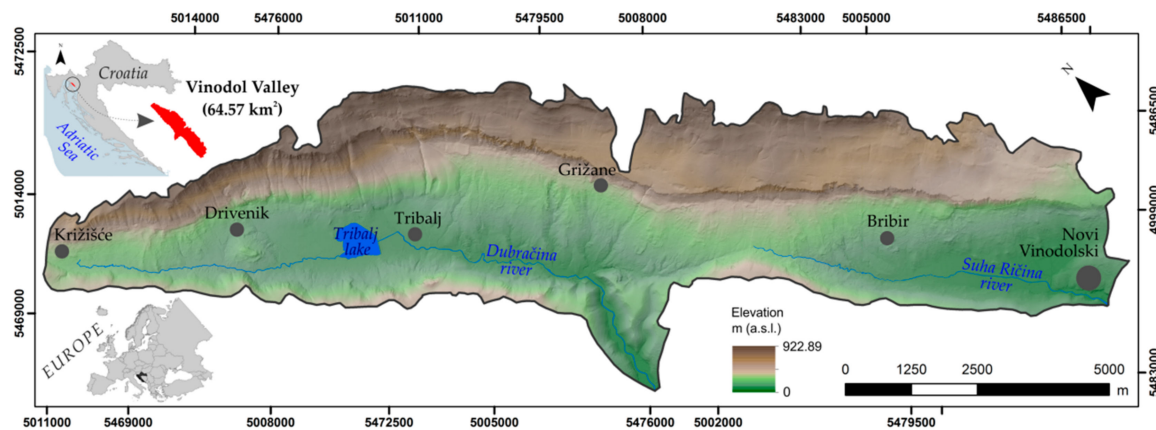 5014000 5476000 5011000 5479500 5008000 5483000 5005000 5486500
5472500
N
Croatia
Vinodol Valley
(64.57 km²)
Adriatic
Sea
N
5486500
Grižane
5014000
4999000
Drivenik
Tribalj
Bribir
Križišće
Tribalj
lake
Novi
Vinodolski
Dubračina
river
Suha Ričina
river
5469000
EUROPE
Elevation
m (a.s.l.)
922.89
0
0 1250 2500 5000
m
5483000
5011000 5469000 5008000 5472500 5005000 5476000 5002000 5479500